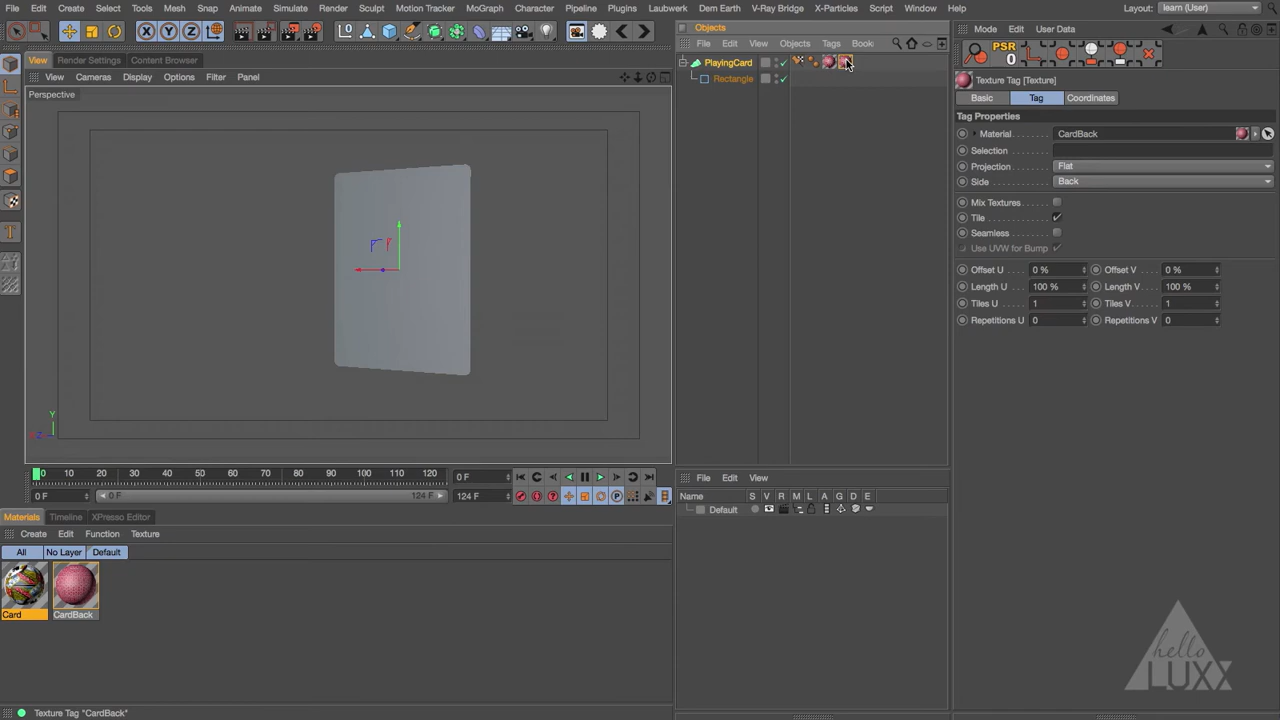 File Edit Create Select Tools Mesh Snap Animate Simulate Render Sculpt Motion Tracker MoGraph Character Pipeline Plugins Laubwerk Dem Earth V-Ray Bridge X-Particles Script Window Help Layout: learn (User)
Objects
X Y Z
File Edit View Objects Tags Book
Mode Edit User Data
PSR
0
View Render Settings Content Browser
View Cameras Display Options Filter Panel
Perspective
PlayingCard
Rectangle
Texture Tag [Texture]
Basic Tag Coordinates
Tag Properties
Material CardBack
Selection
Projection Flat
Side Back
Mix Textures
Tile
Seamless
Use UVW for Bump
Offset U 0 % Offset V 0 %
Length U 100 % Length V 100 %
Tiles U 1 Tiles V 1
Repetitions U 0 Repetitions V 0
Y
X Z
0 10 20 30 40 50 60 70 80 90 100 110 120 0 F
0 F 0 F 124 F 124 F
P
File Edit View
Name S V R M L A G D E
Default
Materials Timeline XPresso Editor
Create Edit Function Texture
All No Layer Default
Card CardBack
hello
LUXX
Texture Tag "CardBack"